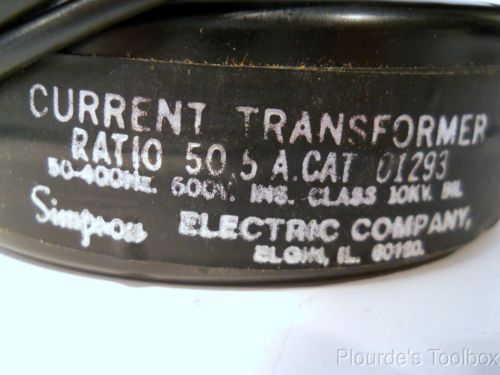 CURRENT TRANSFORMER
RATIO 50.5 A. CAT 01293
50-400HZ. 600V. INS. CLASS 10KV. BIL
Simpson ELECTRIC COMPANY,
ELGIN, IL. 60120.
Plourde's Toolbox